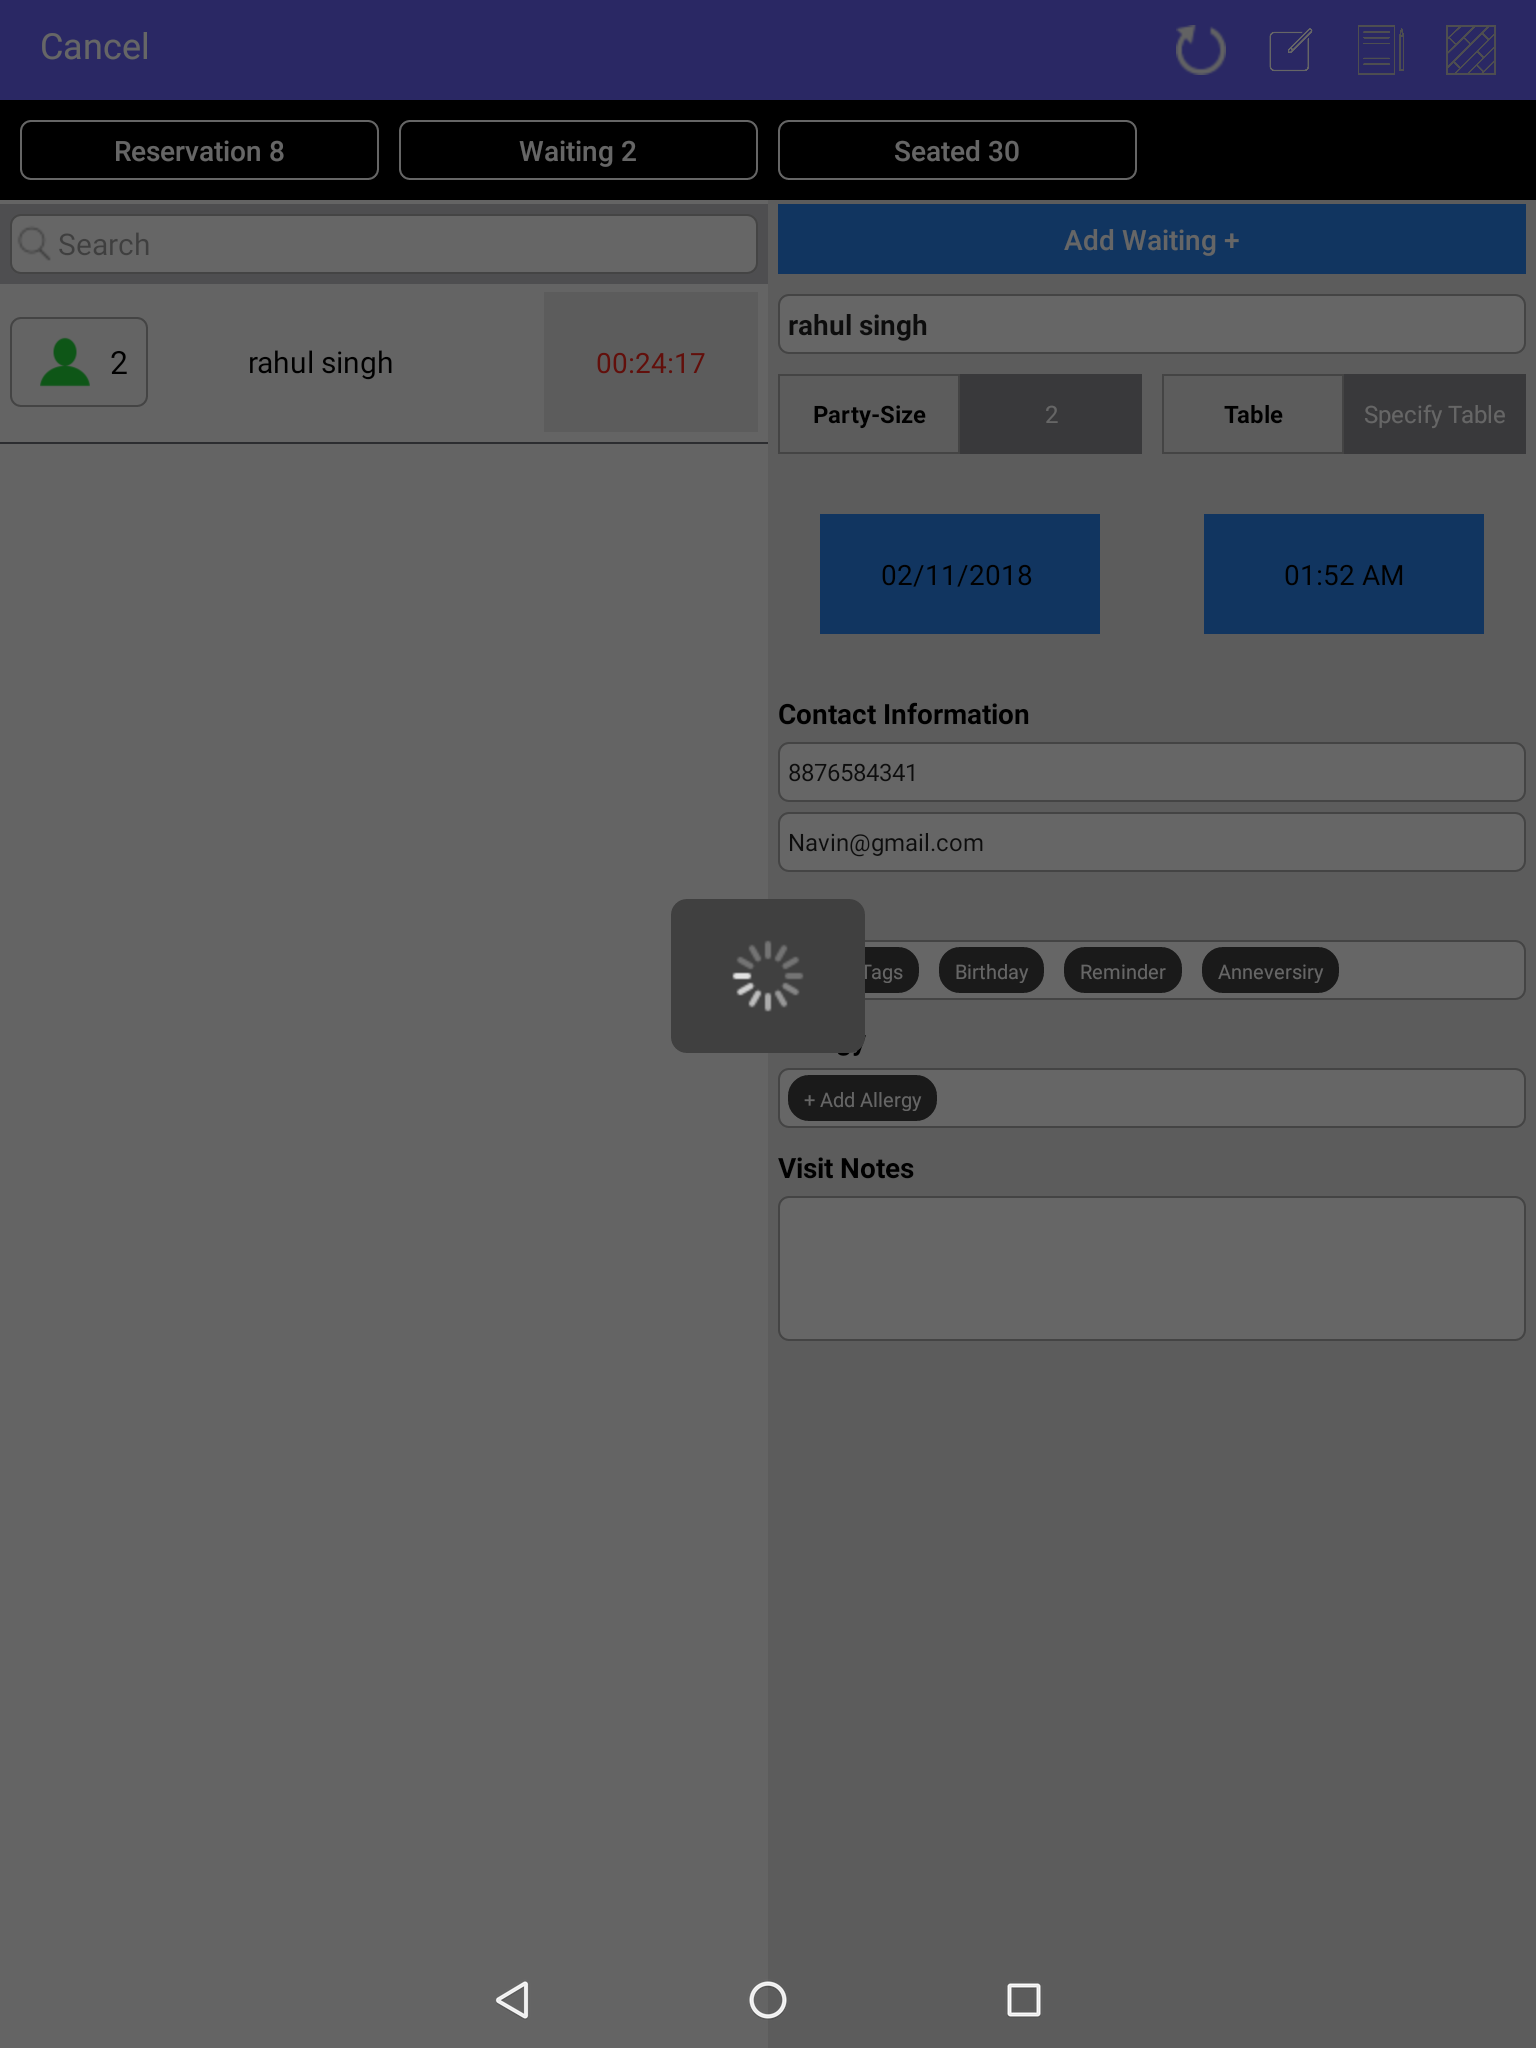 Cancel
Reservation 8
Waiting 2
Seated 30
Search
2
rahul singh
00:24:17
Add Waiting +
rahul singh
Party-Size
2
Table
Specify Table
02/11/2018
01:52 AM
Contact Information
8876584341
Navin@gmail.com
Tags
Birthday
Reminder
Anneversiry
+ Add Allergy
Visit Notes